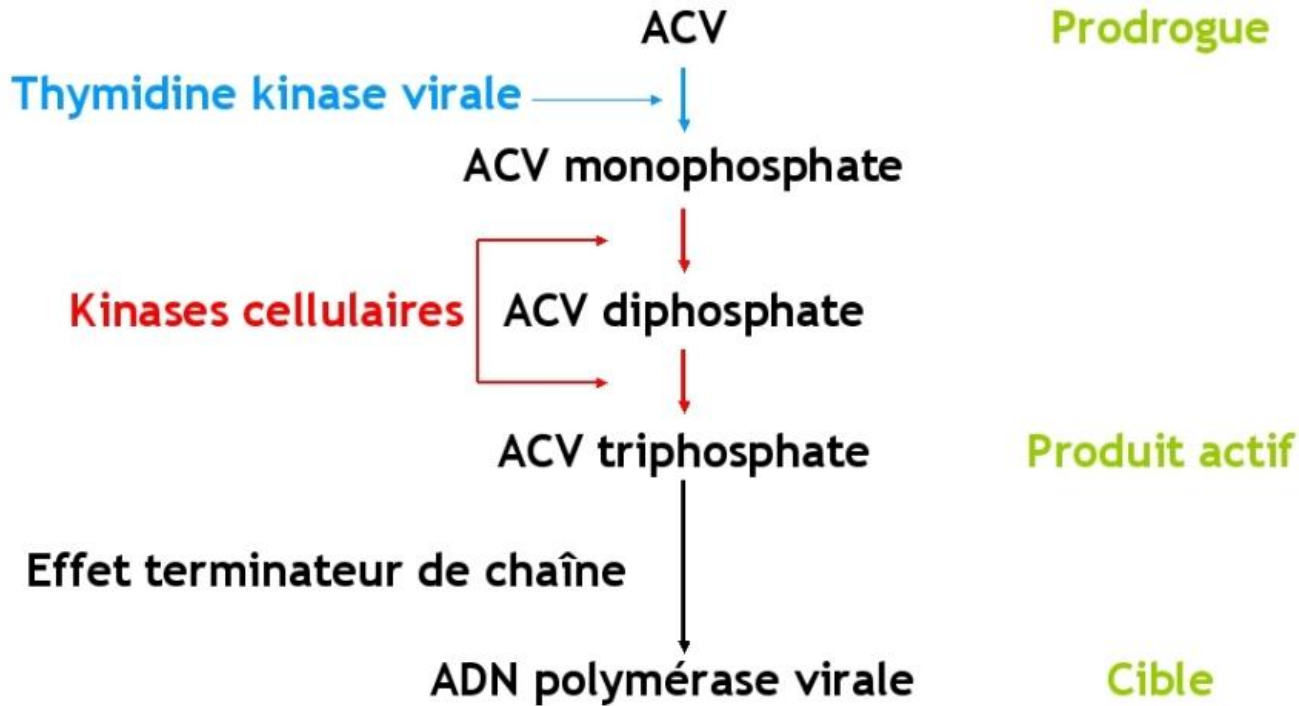 ACV Prodrogue
Thymidine kinase virale
ACV monophosphate
Kinases cellulaires ACV diphosphate
ACV triphosphate Produit actif
Effet terminateur de chaîne
ADN polymérase virale Cible